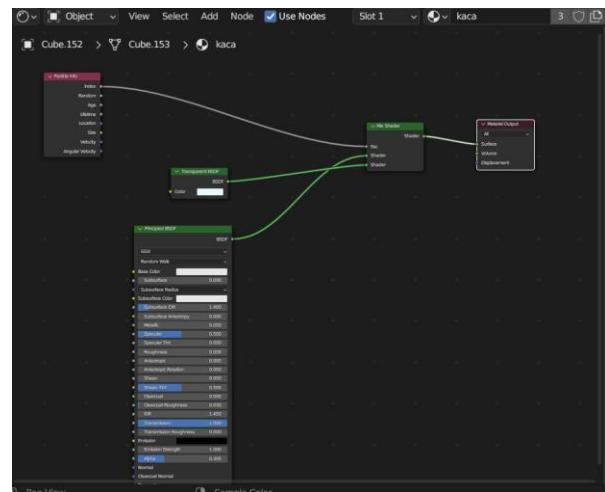 Object View Select Add Node Use Nodes Slot 1 kaca 3
Cube.152 > Cube.153 > kaca
Particle Info
Index
Random
Age
Lifetime
Location
Size
Velocity
Angular Velocity
Mix Shader
Shader
Fac
Shader
Shader
Material Output
All
Surface
Volume
Displacement
Transparent BSDF
BSDF
Color
Principled BSDF
BSDF
GGX
Random Walk
Base Color
Subsurface 0.000
Subsurface Radius
Subsurface Color
Subsurface IOR 1.400
Subsurface Anisotropy 0.000
Metallic 0.000
Specular 0.500
Specular Tint 0.000
Roughness 0.000
Anisotropic 0.000
Anisotropic Rotation 0.000
Sheen 0.000
Sheen Tint 0.500
Clearcoat 0.000
Clearcoat Roughness 0.030
IOR 1.450
Transmission 1.000
Transmission Roughness 0.000
Emission
Emission Strength 1.000
Alpha
Normal
Clearcoat Normal